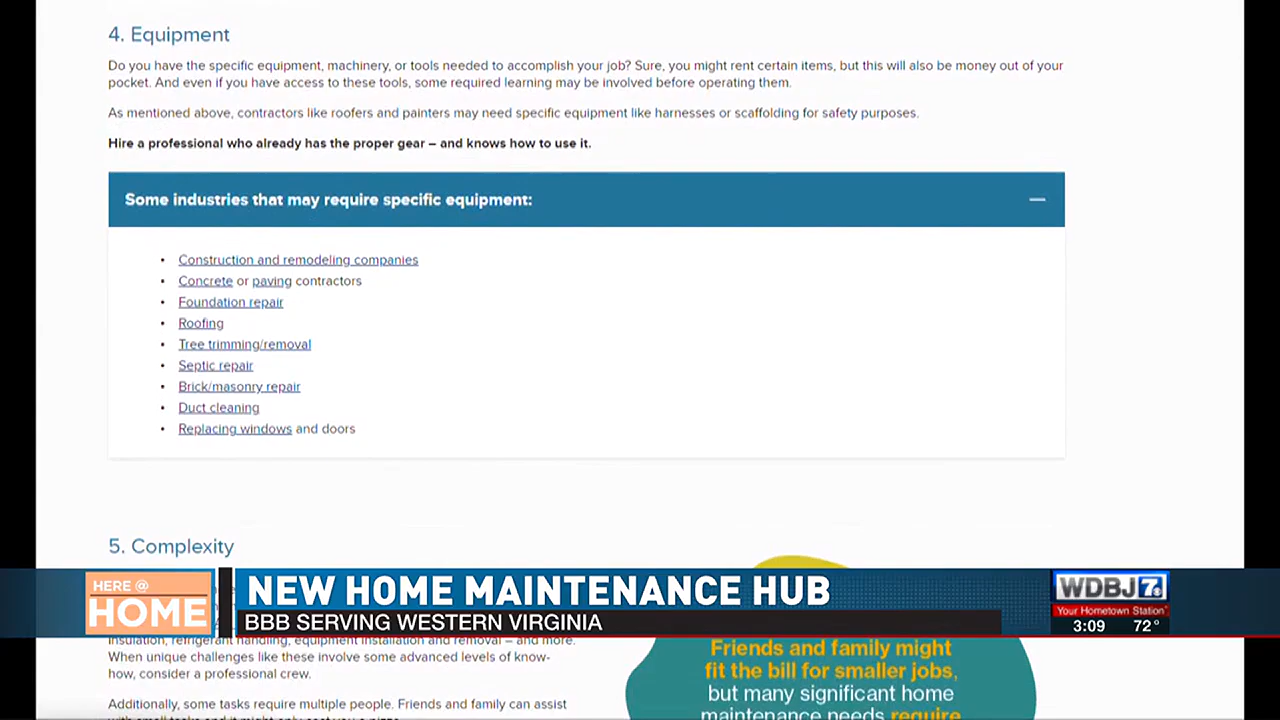 4. Equipment
Do you have the specific equipment, machinery, or tools needed to accomplish your job? Sure, you might rent certain items, but this will also be money out of your
pocket. And even if you have access to these tools, some required learning may be involved before operating them.
As mentioned above, contractors like roofers and painters may need specific equipment like harnesses or scaffolding for safety purposes.
Hire a professional who already has the proper gear – and knows how to use it.
Some industries that may require specific equipment:
• Construction and remodeling companies
• Concrete or paving contractors
• Foundation repair
• Roofing
• Tree trimming/removal
• Septic repair
• Brick/masonry repair
• Duct cleaning
• Replacing windows and doors
5. Complexity
insulation, refrigerant handling, equipment installation and removal – and more.
When unique challenges like these involve some advanced levels of know-
how, consider a professional crew.
Additionally, some tasks require multiple people. Friends and family can assist
Friends and family might
fit the bill for smaller jobs,
but many significant home
maintenance needs require
HERE @
HOME
NEW HOME MAINTENANCE HUB
BBB SERVING WESTERN VIRGINIA
WDBJ7
Your Hometown Station
3:09 72°